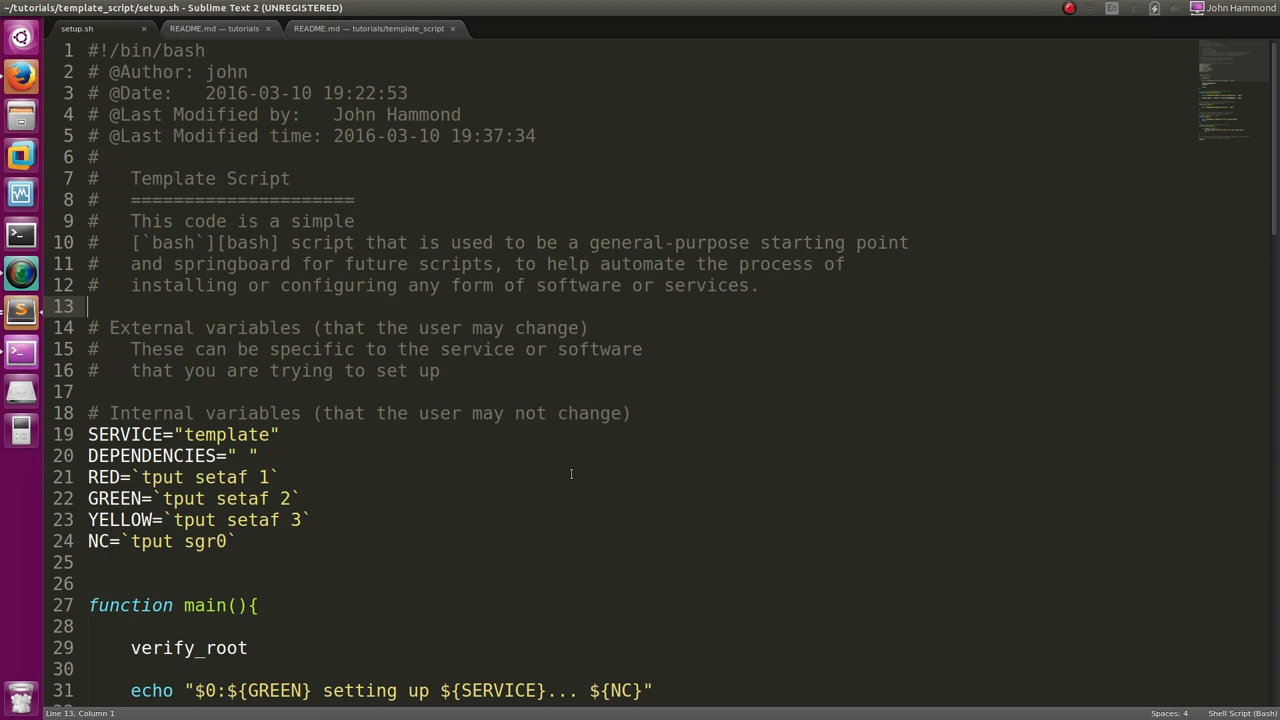 ~/tutorials/template_script/setup.sh - Sublime Text 2 (UNREGISTERED)
En
John Hammond
setup.sh
README.md — tutorials
README.md — tutorials/template_script
1 #!/bin/bash
2 # @Author: john
3 # @Date:   2016-03-10 19:22:53
4 # @Last Modified by:   John Hammond
5 # @Last Modified time: 2016-03-10 19:37:34
6 #
7 #   Template Script
8 #   =====================
9 #   This code is a simple
10 #   [`bash`][bash] script that is used to be a general-purpose starting point
11 #   and springboard for future scripts, to help automate the process of
12 #   installing or configuring any form of software or services.
13
14 # External variables (that the user may change)
15 #   These can be specific to the service or software
16 #   that you are trying to set up
17
18 # Internal variables (that the user may not change)
19 SERVICE="template"
20 DEPENDENCIES=" "
21 RED=`tput setaf 1`
22 GREEN=`tput setaf 2`
23 YELLOW=`tput setaf 3`
24 NC=`tput sgr0`
25
26
27 function main(){
28
29     verify_root
30
31     echo "$0:${GREEN} setting up ${SERVICE}... ${NC}"
Line 13, Column 1
Spaces: 4
Shell Script (Bash)